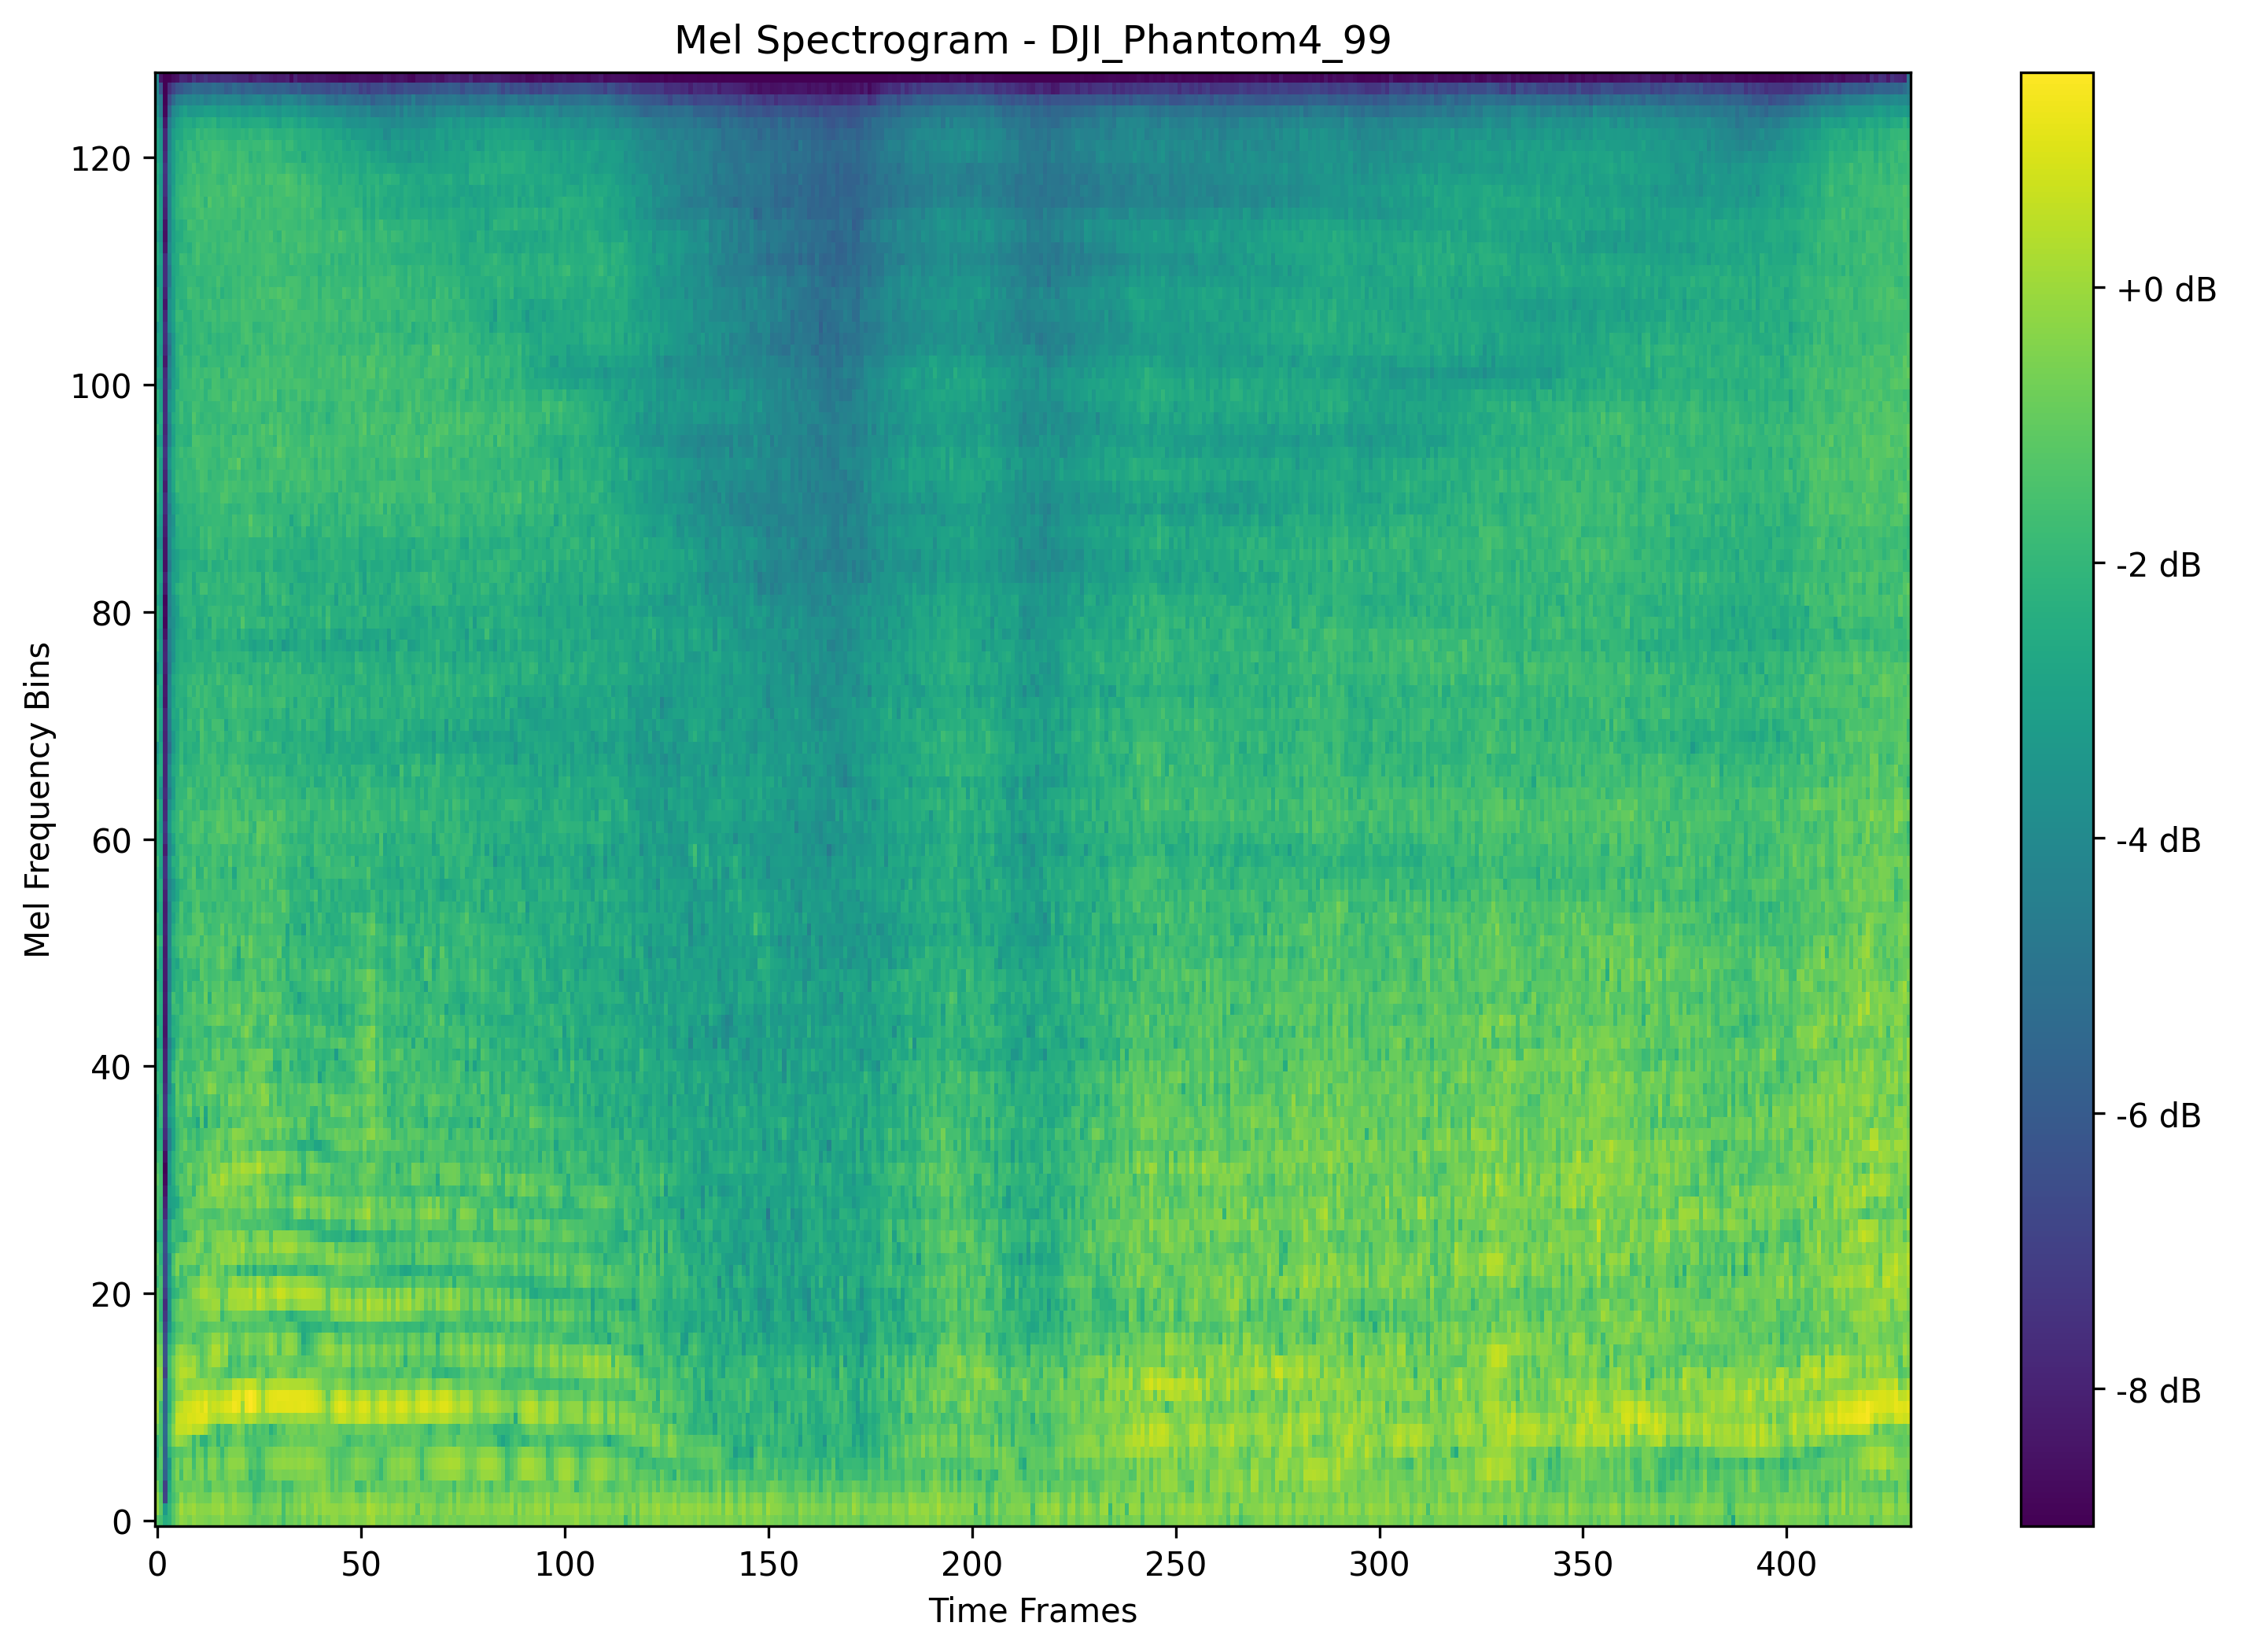 Mel Spectrogram - DJI_Phantom4_99
Mel Frequency Bins
120
100
80
60
40
20
0
0 50 100 150 200 250 300 350 400
Time Frames
+0 dB
-2 dB
-4 dB
-6 dB
-8 dB